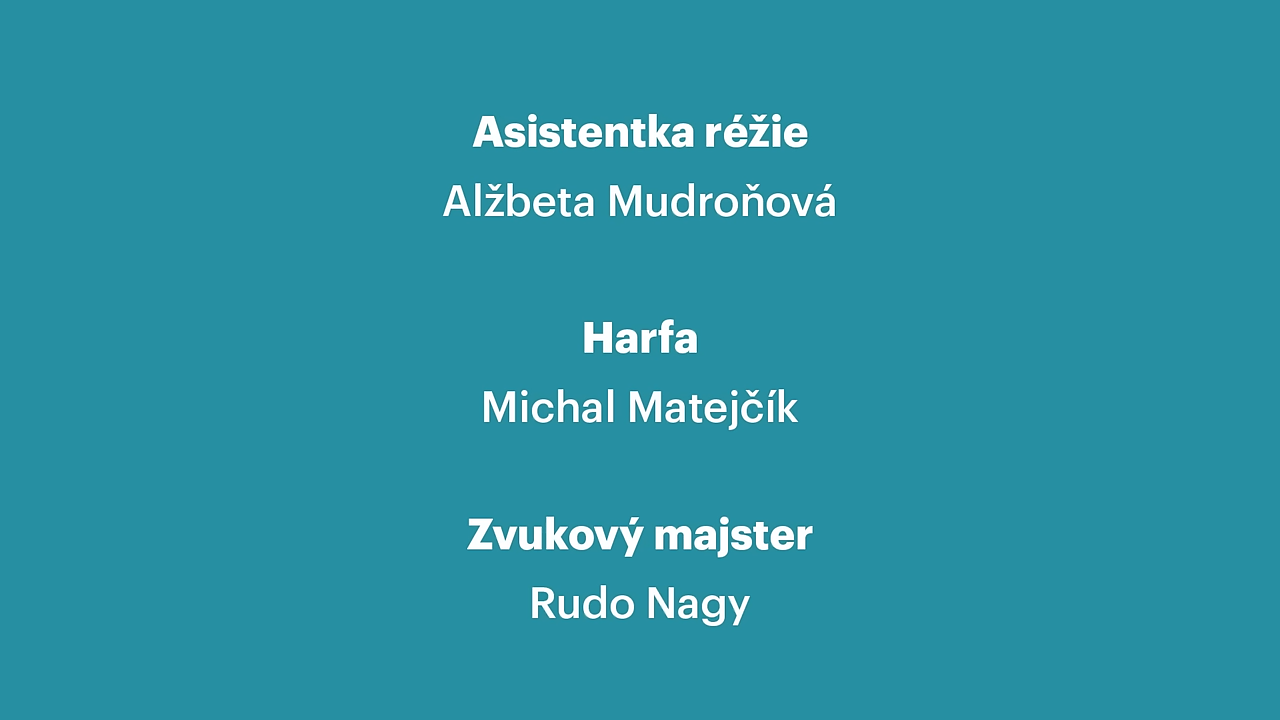 Asistentka réžie
Alžbeta Mudroňová
Harfa
Michal Matejčík
Zvukový majster
Rudo Nagy